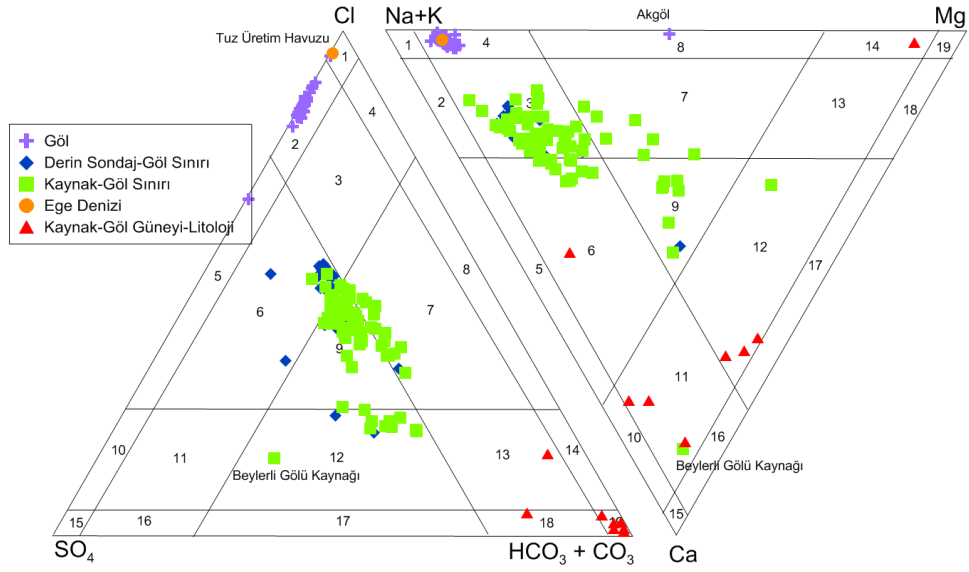 Cl
Na+K
Akgöl
Mg
Tuz Üretim Havuzu
1
4
2
3
5
6
8
7
9
10
11
12
13
14
15
16
17
18
19
1
4
8
14
19
2
3
7
13
18
9
5
6
12
17
11
10
16
15
Göl
Derin Sondaj-Göl Sınırı
Kaynak-Göl Sınırı
Ege Denizi
Kaynak-Göl Güneyi-Litoloji
Beylerli Gölü Kaynağı
Beylerli Gölü Kaynağı
SO₄
HCO₃ + CO₃
Ca